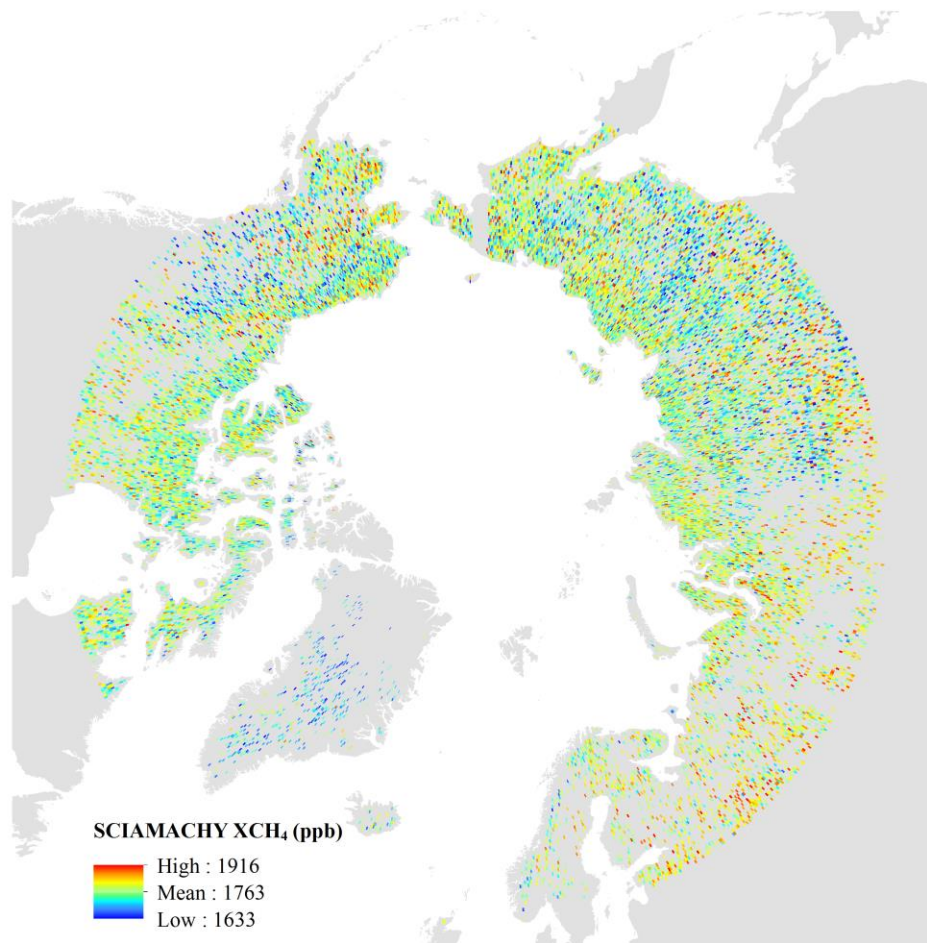 SCIAMACHY XCH₄ (ppb)
High : 1916
Mean : 1763
Low : 1633